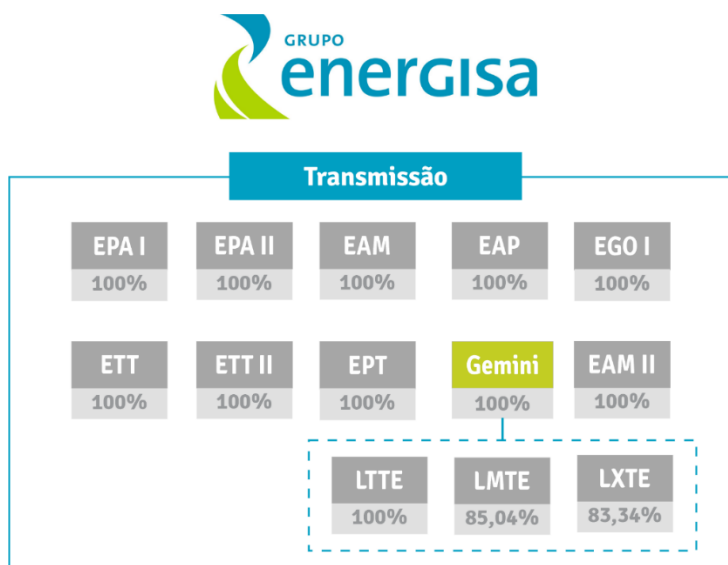 GRUPO
energisa
Transmissão
EPA I EPA II EAM EAP EGO I
100% 100% 100% 100% 100%
ETT ETT II EPT Gemini EAM II
100% 100% 100% 100% 100%
LTTE LMTE LXTE
100% 85,04% 83,34%